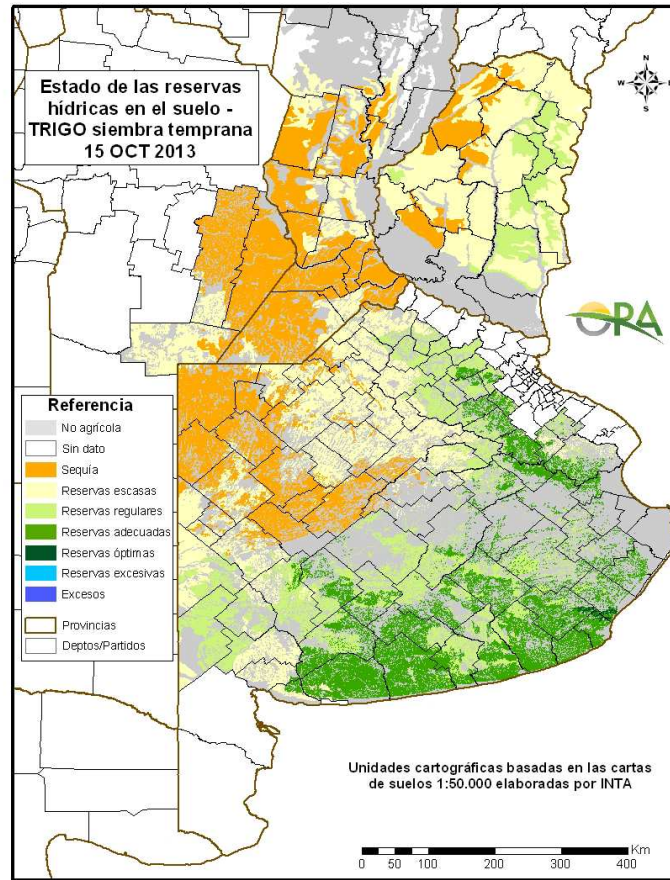 Estado de las reservas
hídricas en el suelo -
TRIGO siembra temprana
15 OCT 2013
N
W
E
S
ORA
Referencia
No agrícola
Sin dato
Sequía
Reservas escasas
Reservas regulares
Reservas adecuadas
Reservas óptimas
Reservas excesivas
Excesos
Provincias
Deptos/Partidos
Unidades cartográficas basadas en las cartas
de suelos 1:50.000 elaboradas por INTA
Km
0 50 100 200 300 400